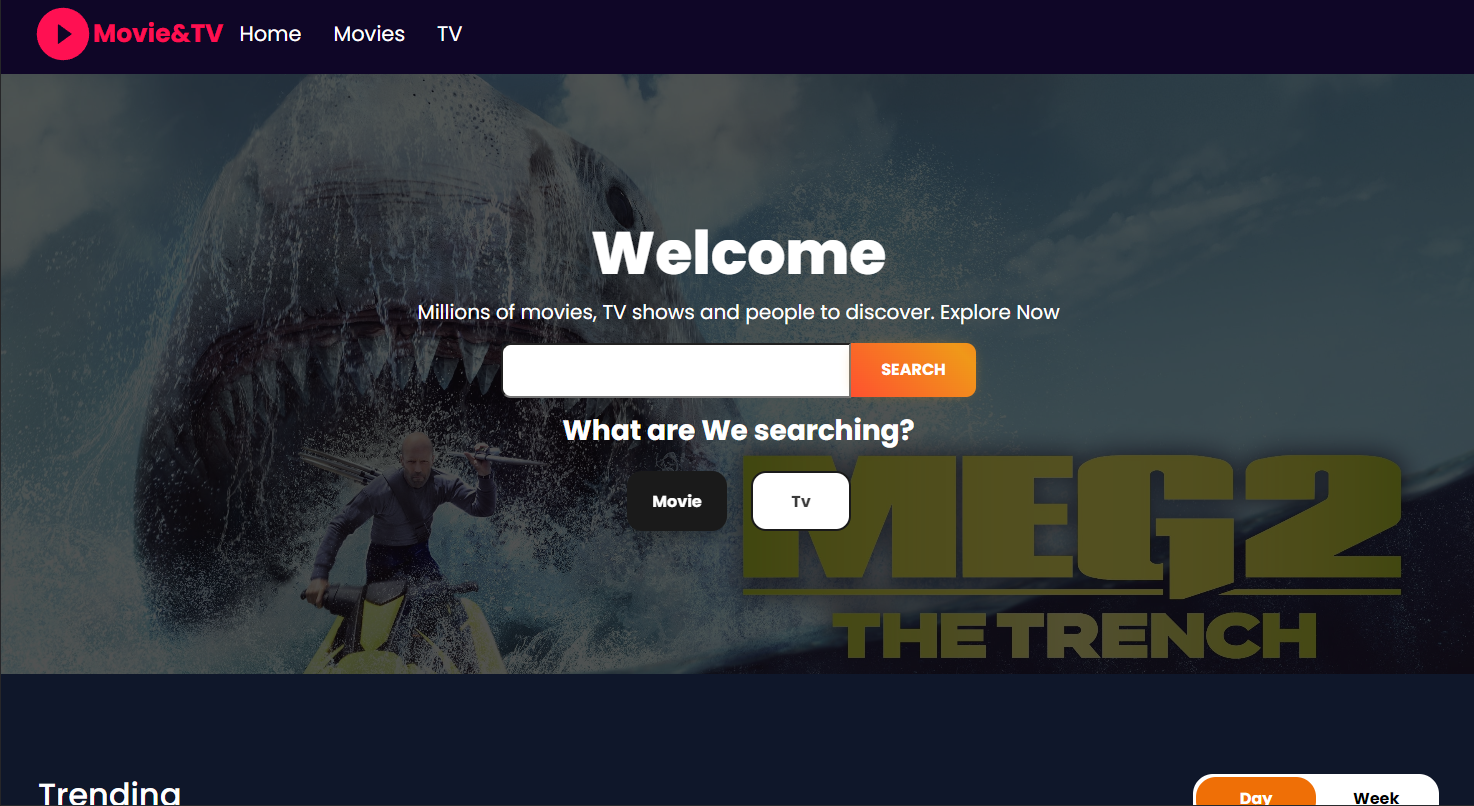 Movie&TV Home Movies TV
Welcome
Millions of movies, TV shows and people to discover. Explore Now
SEARCH
What are We searching?
Movie Tv
MEG2
THE TRENCH
Trending
Day Week